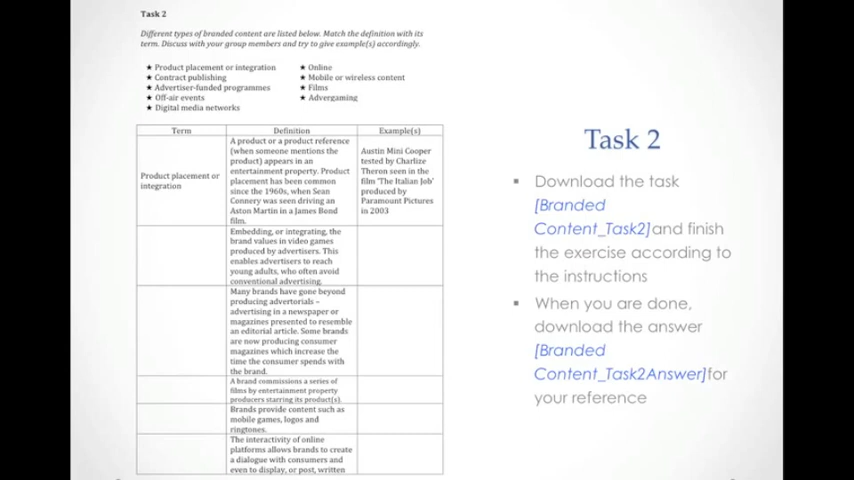 Task 2
Different types of branded content are listed below. Match the definition with its
term. Discuss with your group members and try to give example(s) accordingly.
★ Product placement or integration
★ Contract publishing
★ Advertiser-funded programmes
★ Off-air events
★ Digital media networks
★ Online
★ Mobile or wireless content
★ Films
★ Advergaming
Term Definition Example(s)
Product placement or
integration
A product or a product reference
(when someone mentions the
product) appears in an
entertainment property. Product
placement has been common
since the 1960s, when Sean
Connery was seen driving an
Aston Martin in a James Bond
film.
Austin Mini Cooper
tested by Charlize
Theron seen in the
film 'The Italian Job'
produced by
Paramount Pictures
in 2003
Embedding, or integrating, the
brand values in video games
produced by advertisers. This
enables advertisers to reach
young adults, who often avoid
conventional advertising.
Many brands have gone beyond
producing advertorials –
advertising in a newspaper or
magazines presented to resemble
an editorial article. Some brands
are now producing consumer
magazines which increase the
time the consumer spends with
the brand.
A brand commissions a series of
films by entertainment property
producers starring its product(s).
Brands provide content such as
mobile games, logos and
ringtones.
The interactivity of online
platforms allows brands to create
a dialogue with consumers and
even to display, or post, written
Task 2
Download the task
[Branded
Content_Task2]and finish
the exercise according to
the instructions
When you are done,
download the answer
[Branded
Content_Task2Answer]for
your reference